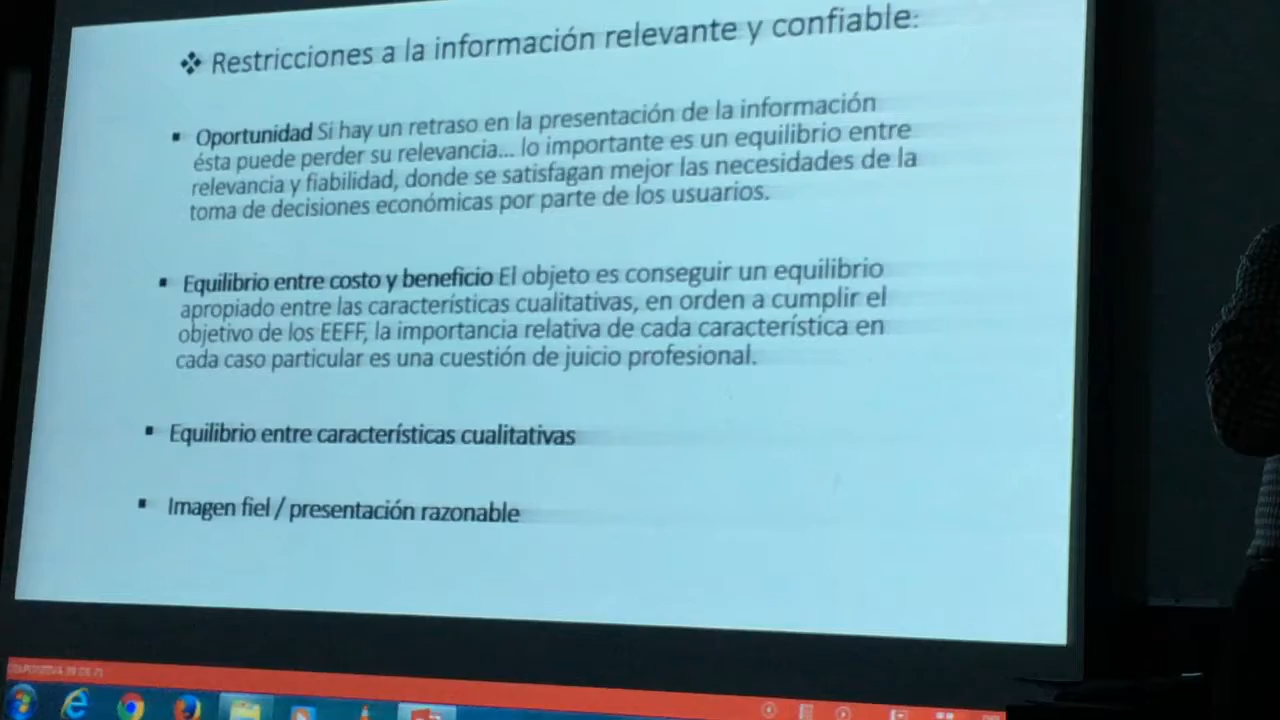 ❖ Restricciones a la información relevante y confiable:
▪ Oportunidad Si hay un retraso en la presentación de la información
ésta puede perder su relevancia... lo importante es un equilibrio entre
relevancia y fiabilidad, donde se satisfagan mejor las necesidades de la
toma de decisiones económicas por parte de los usuarios.
▪ Equilibrio entre costo y beneficio El objeto es conseguir un equilibrio
apropiado entre las características cualitativas, en orden a cumplir el
objetivo de los EEFF, la importancia relativa de cada característica en
cada caso particular es una cuestión de juicio profesional.
▪ Equilibrio entre características cualitativas
▪ Imagen fiel / presentación razonable